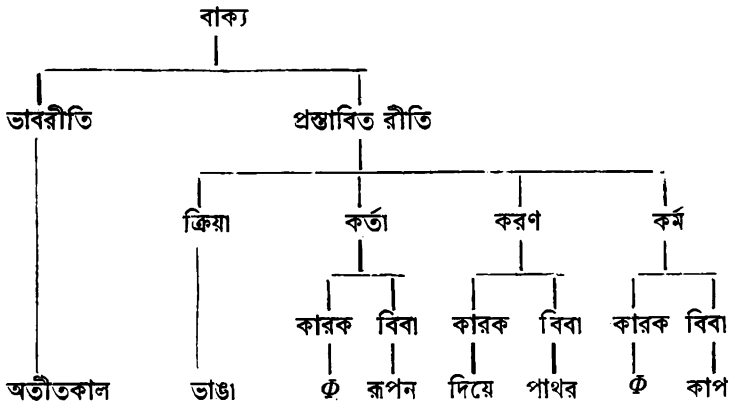 বাক্য
ভাবরীতি প্রস্তাবিত রীতি
ক্রিয়া কর্তা করণ কর্ম
কারক বিবা কারক বিবা কারক বিবা
অতীতকাল ভাঙা Φ রূপন দিয়ে পাথর Φ কাপ